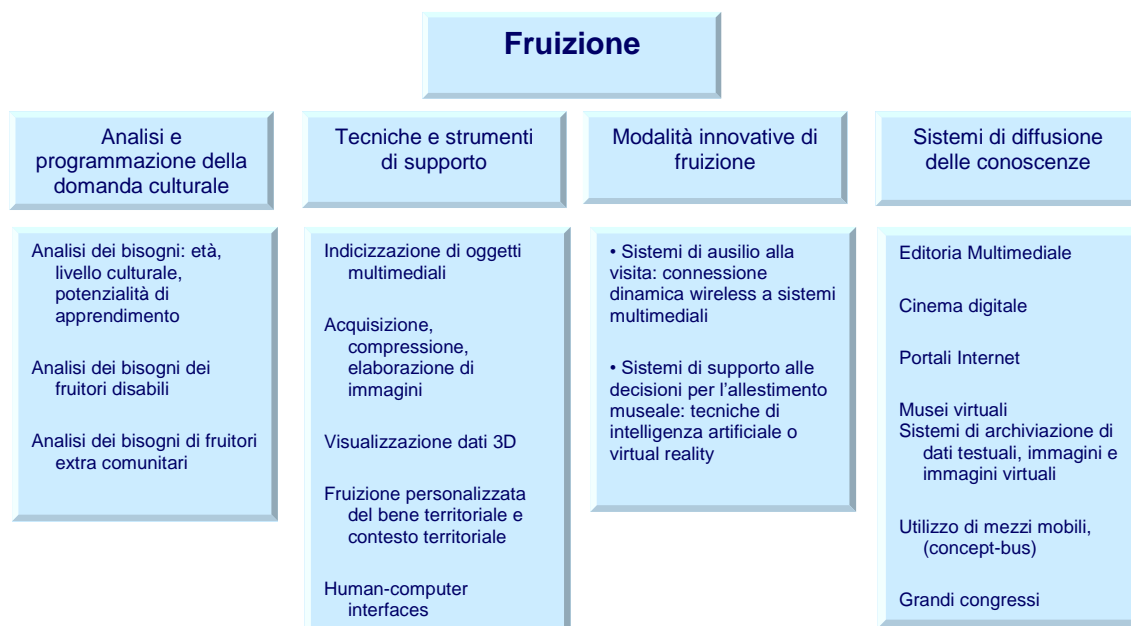 Fruizione
Analisi e
programmazione della
domanda culturale
Analisi dei bisogni: età,
livello culturale,
potenzialità di
apprendimento
Analisi dei bisogni dei
fruitori disabili
Analisi dei bisogni di fruitori
extra comunitari
Tecniche e strumenti
di supporto
Indicizzazione di oggetti
multimediali
Acquisizione,
compressione,
elaborazione di
immagini
Visualizzazione dati 3D
Fruizione personalizzata
del bene territoriale e
contesto territoriale
Human-computer
interfaces
Modalità innovative di
fruizione
• Sistemi di ausilio alla
visita: connessione
dinamica wireless a sistemi
multimediali
• Sistemi di supporto alle
decisioni per l’allestimento
museale: tecniche di
intelligenza artificiale o
virtual reality
Sistemi di diffusione
delle conoscenze
Editoria Multimediale
Cinema digitale
Portali Internet
Musei virtuali
Sistemi di archiviazione di
dati testuali, immagini e
immagini virtuali
Utilizzo di mezzi mobili,
(concept-bus)
Grandi congressi